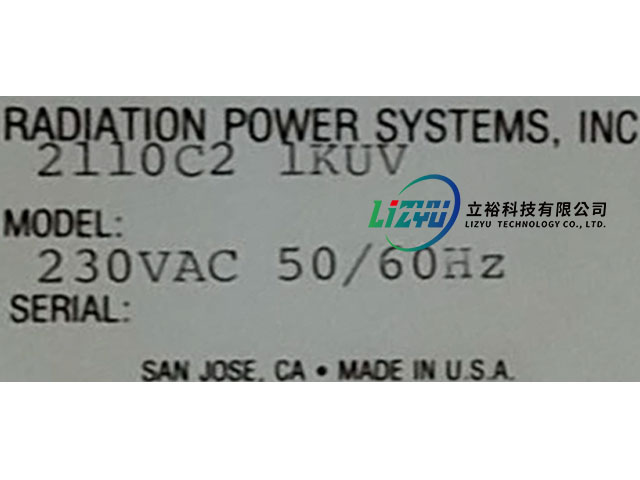 RADIATION POWER SYSTEMS, INC
2110C2 1KUV
LIZYU
立裕科技有限公司
LIZYU TECHNOLOGY CO., LTD.
MODEL:
230VAC 50/60Hz
SERIAL:
SAN JOSE, CA • MADE IN U.S.A.